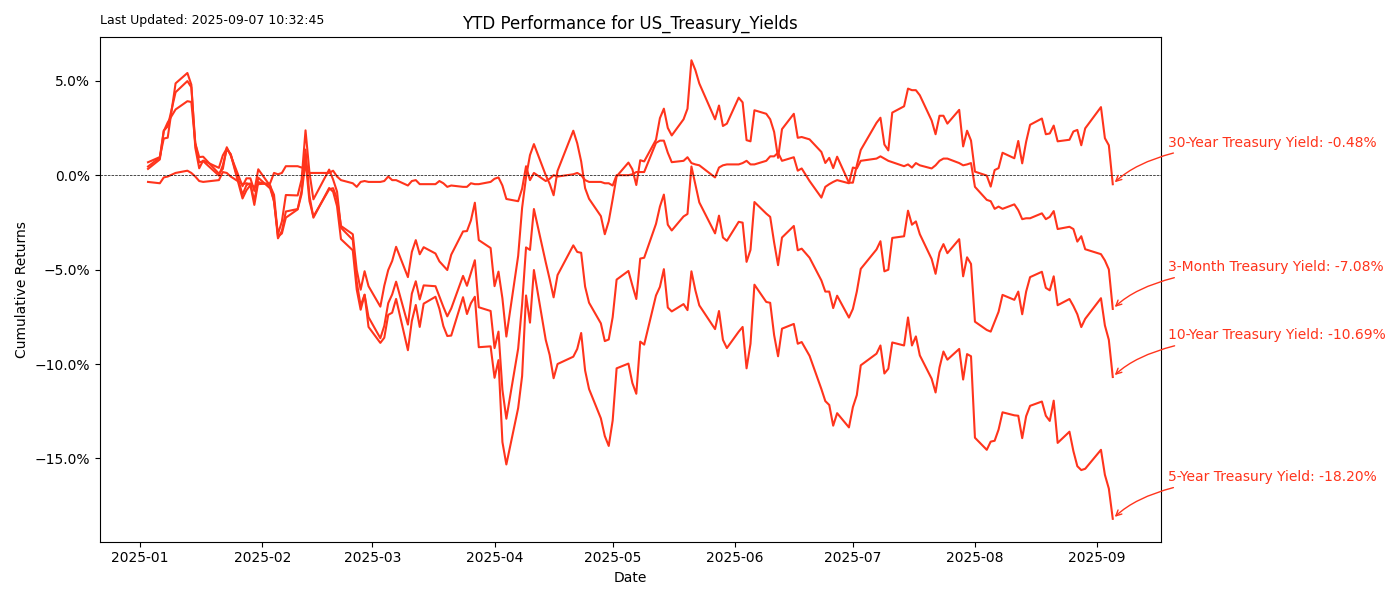 Last Updated: 2025-09-07 10:32:45
YTD Performance for US_Treasury_Yields
Cumulative Returns
5.0%
0.0%
−5.0%
−10.0%
−15.0%
30-Year Treasury Yield: -0.48%
3-Month Treasury Yield: -7.08%
10-Year Treasury Yield: -10.69%
5-Year Treasury Yield: -18.20%
2025-01
2025-02
2025-03
2025-04
2025-05
2025-06
2025-07
2025-08
2025-09
Date